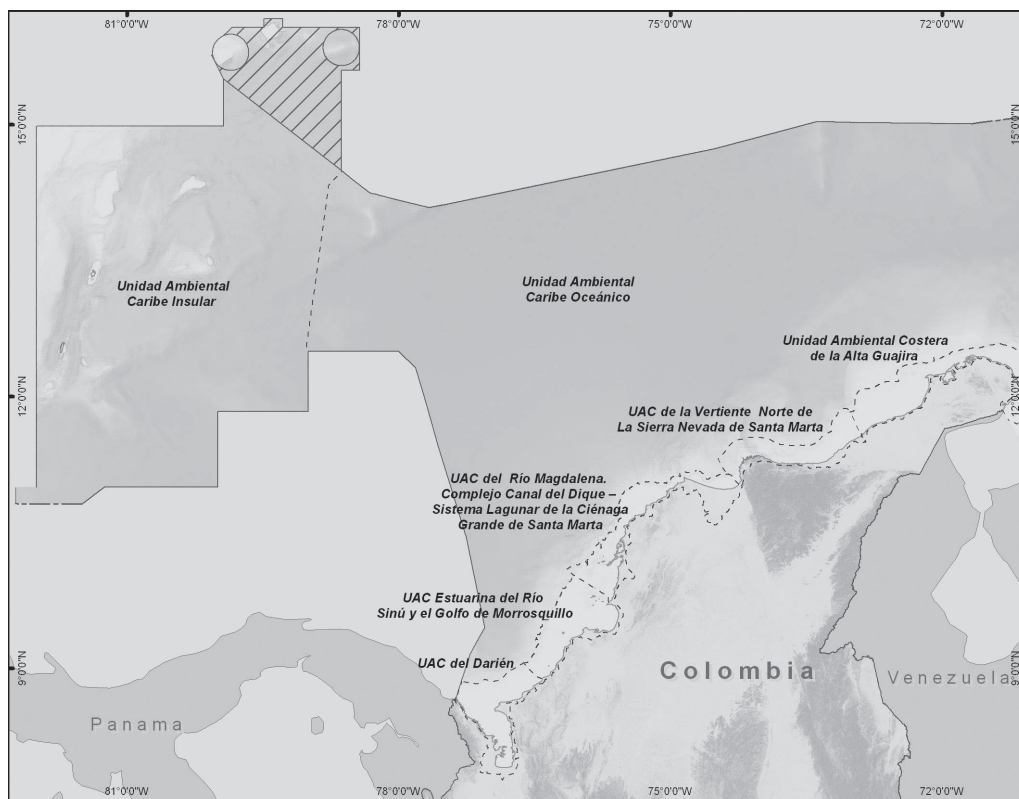 81°0'0"W
78°0'0"W
75°0'0"W
72°0'0"W
15°0'0"N
15°0'0"N
Unidad Ambiental
Caribe Insular
Unidad Ambiental
Caribe Oceánico
Unidad Ambiental Costera
de la Alta Guajira
12°0'0"N
12°0'0"N
UAC de la Vertiente Norte de
La Sierra Nevada de Santa Marta
UAC del Río Magdalena.
Complejo Canal del Dique –
Sistema Lagunar de la Ciénaga
Grande de Santa Marta
UAC Estuarina del Río
Sinú y el Golfo de Morrosquillo
UAC del Darién
9°0'0"N
9°0'0"N
Colombia
Venezuela
Panama
81°0'0"W
78°0'0"W
75°0'0"W
72°0'0"W